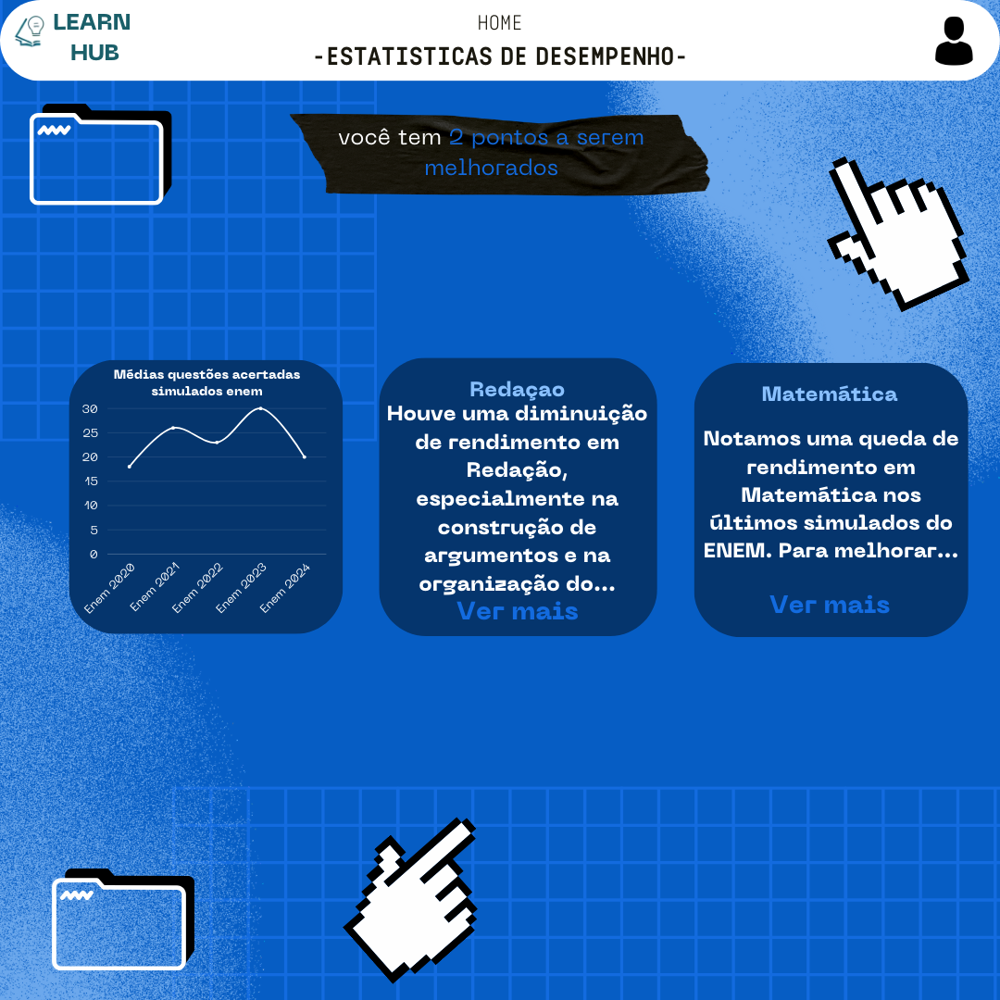 LEARN
HUB
HOME
-ESTATISTICAS DE DESEMPENHO-
você tem 2 pontos a serem
melhorados
Médias questões acertadas
simulados enem
30
25
20
15
10
5
0
Enem 2020
Enem 2021
Enem 2022
Enem 2023
Enem 2024
Redaçao
Houve uma diminuição
de rendimento em
Redação,
especialmente na
construção de
argumentos e na
organização do...
Ver mais
Matemática
Notamos uma queda de
rendimento em
Matemática nos
últimos simulados do
ENEM. Para melhorar...
Ver mais